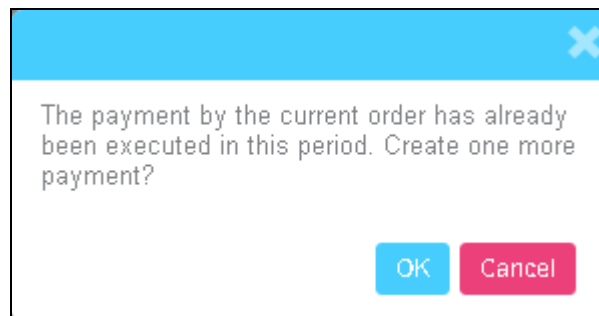 The payment by the current order has already
been executed in this period. Create one more
payment?
OK Cancel